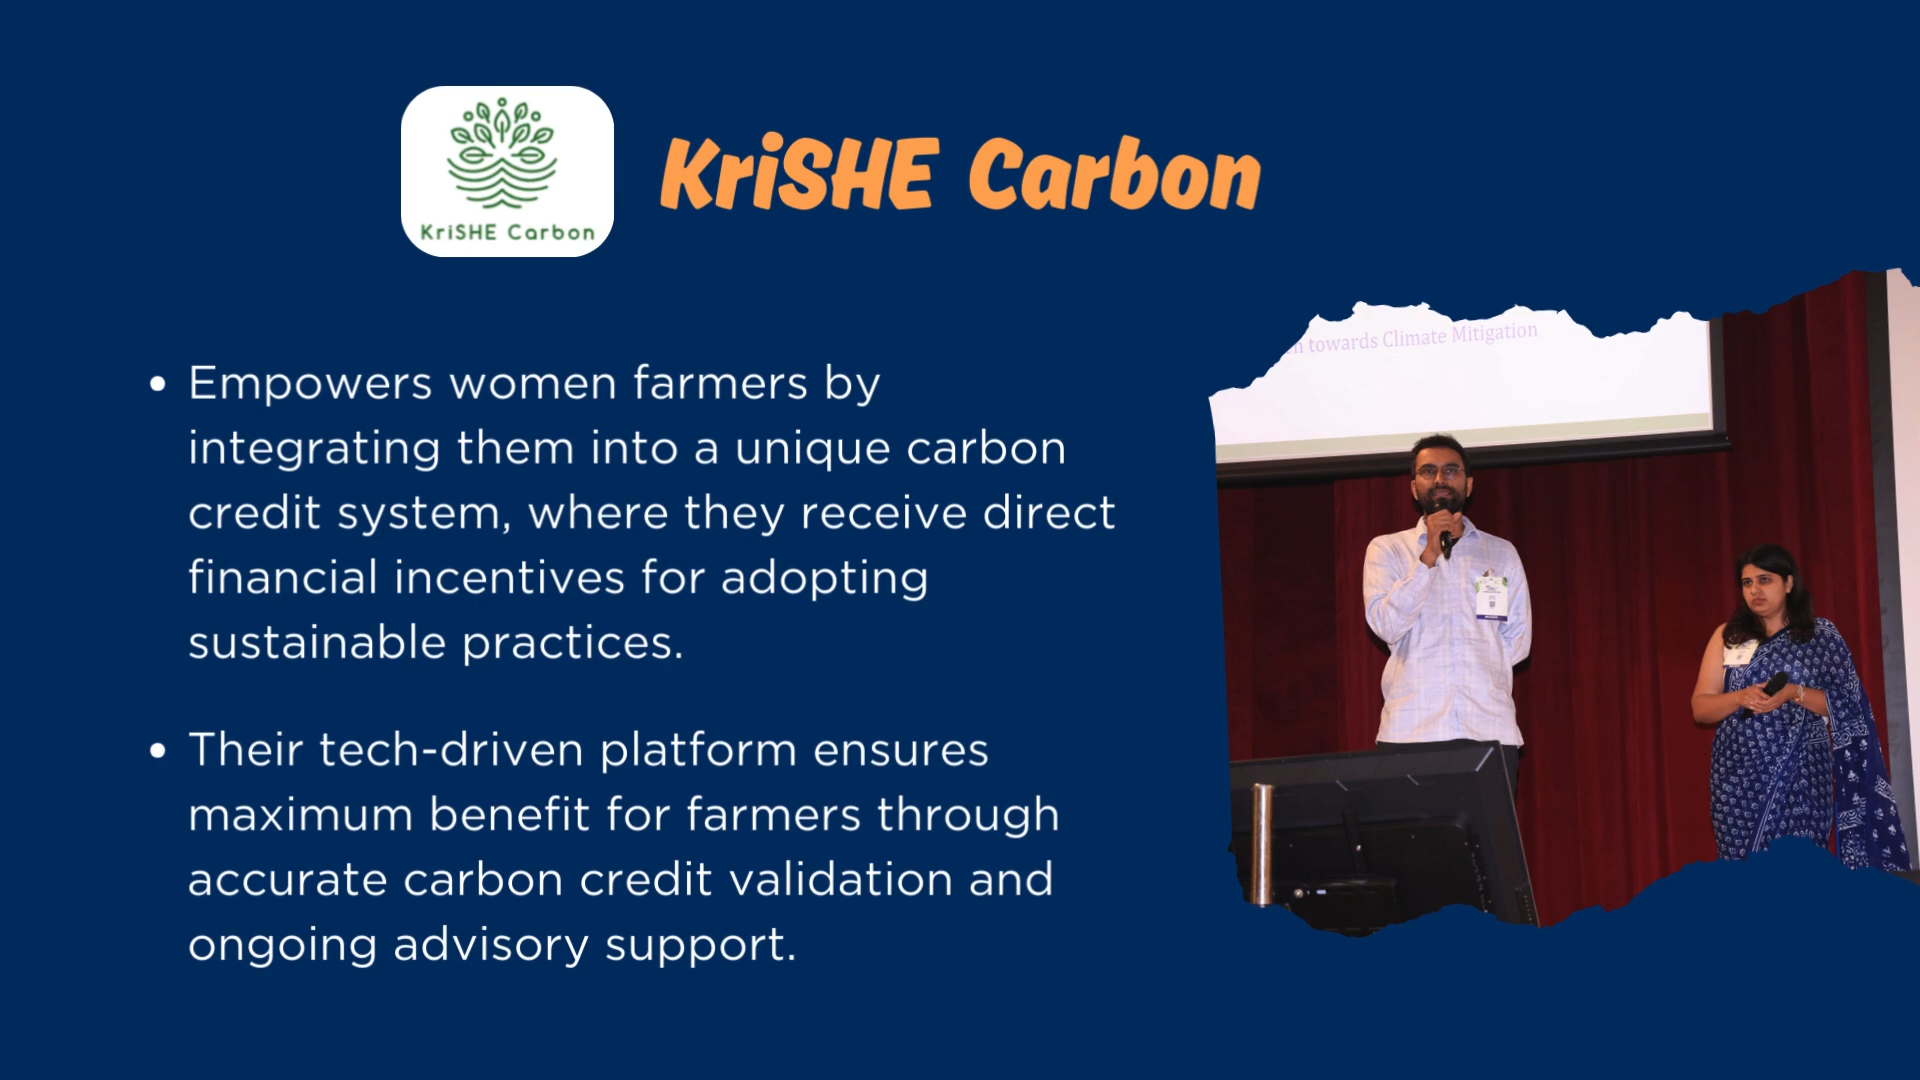 KriSHE Carbon
KriSHE Carbon
towards Climate Mitigation
• Empowers women farmers by
integrating them into a unique carbon
credit system, where they receive direct
financial incentives for adopting
sustainable practices.
• Their tech-driven platform ensures
maximum benefit for farmers through
accurate carbon credit validation and
ongoing advisory support.